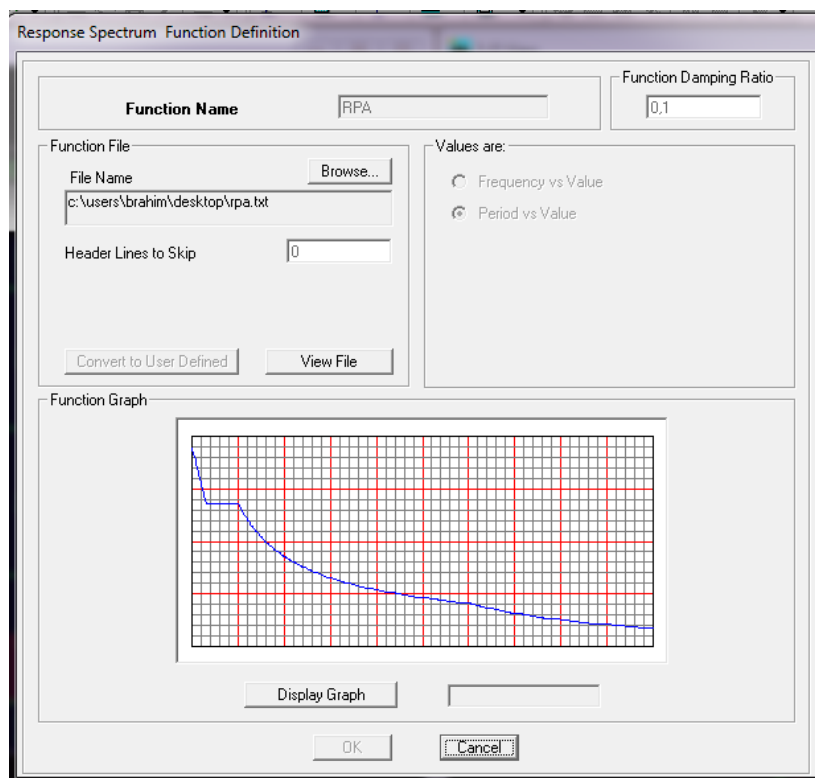 Response Spectrum Function Definition
Function Name
RPA
Function Damping Ratio
0,1
Function File
File Name
Browse...
c:\users\brahim\desktop\rpa.txt
Header Lines to Skip
0
Convert to User Defined
View File
Values are:
Frequency vs Value
Period vs Value
Function Graph
Display Graph
OK
Cancel